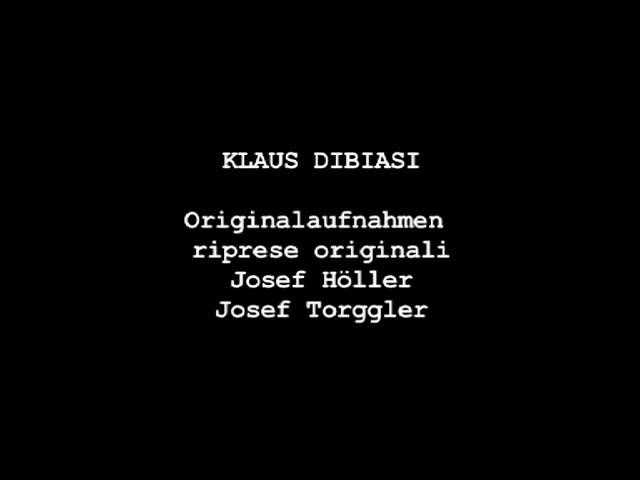 KLAUS DIBIASI
Originalaufnahmen
riprese originali
Josef Höller
Josef Torggler